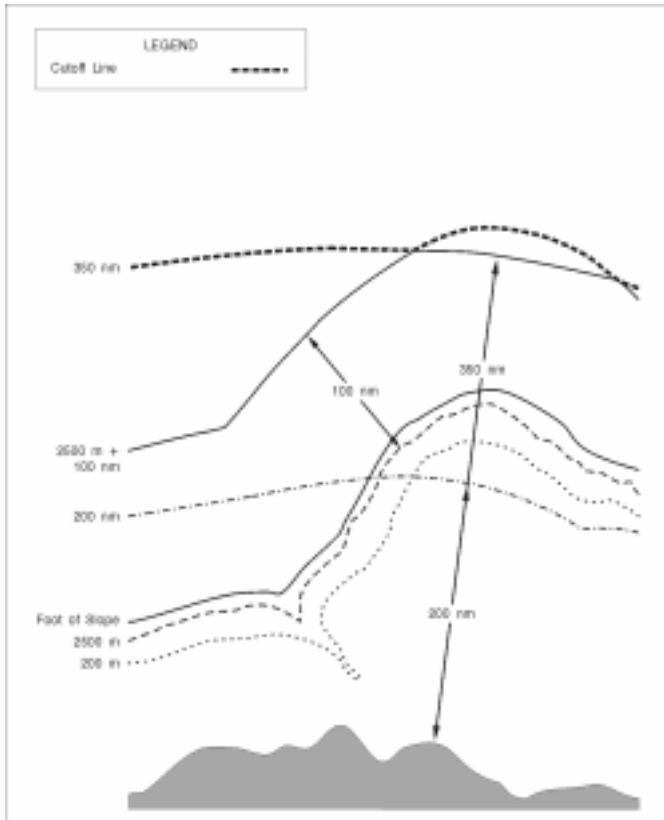 LEGEND
Cutoff Line
350 nm
350 nm
100 nm
2500 m +
100 nm
200 nm
200 nm
Foot of Slope
2500 m
200 m